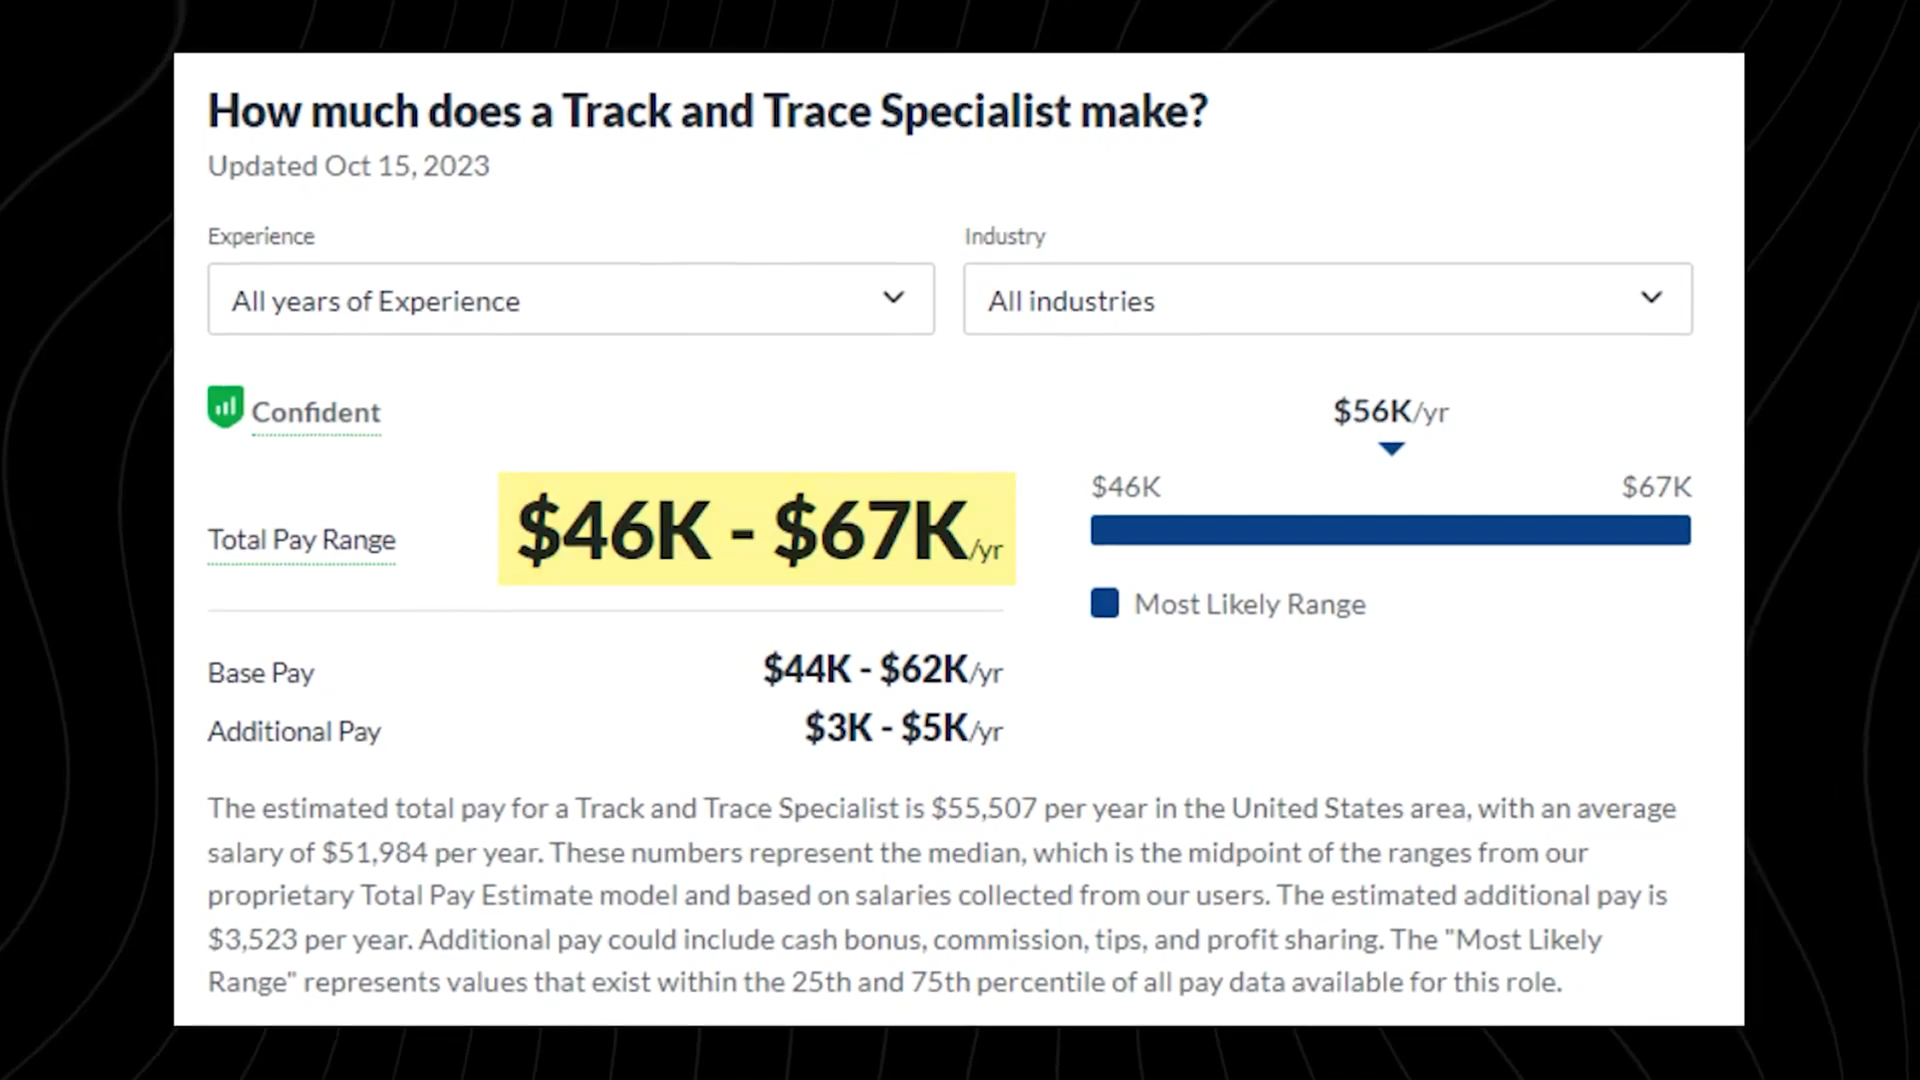 How much does a Track and Trace Specialist make?
Updated Oct 15, 2023
Experience
Industry
All years of Experience
All industries
Confident
$56K/yr
Total Pay Range
$46K - $67K/yr
$46K
$67K
Most Likely Range
Base Pay
$44K - $62K/yr
Additional Pay
$3K - $5K/yr
The estimated total pay for a Track and Trace Specialist is $55,507 per year in the United States area, with an average
salary of $51,984 per year. These numbers represent the median, which is the midpoint of the ranges from our
proprietary Total Pay Estimate model and based on salaries collected from our users. The estimated additional pay is
$3,523 per year. Additional pay could include cash bonus, commission, tips, and profit sharing. The "Most Likely
Range" represents values that exist within the 25th and 75th percentile of all pay data available for this role.